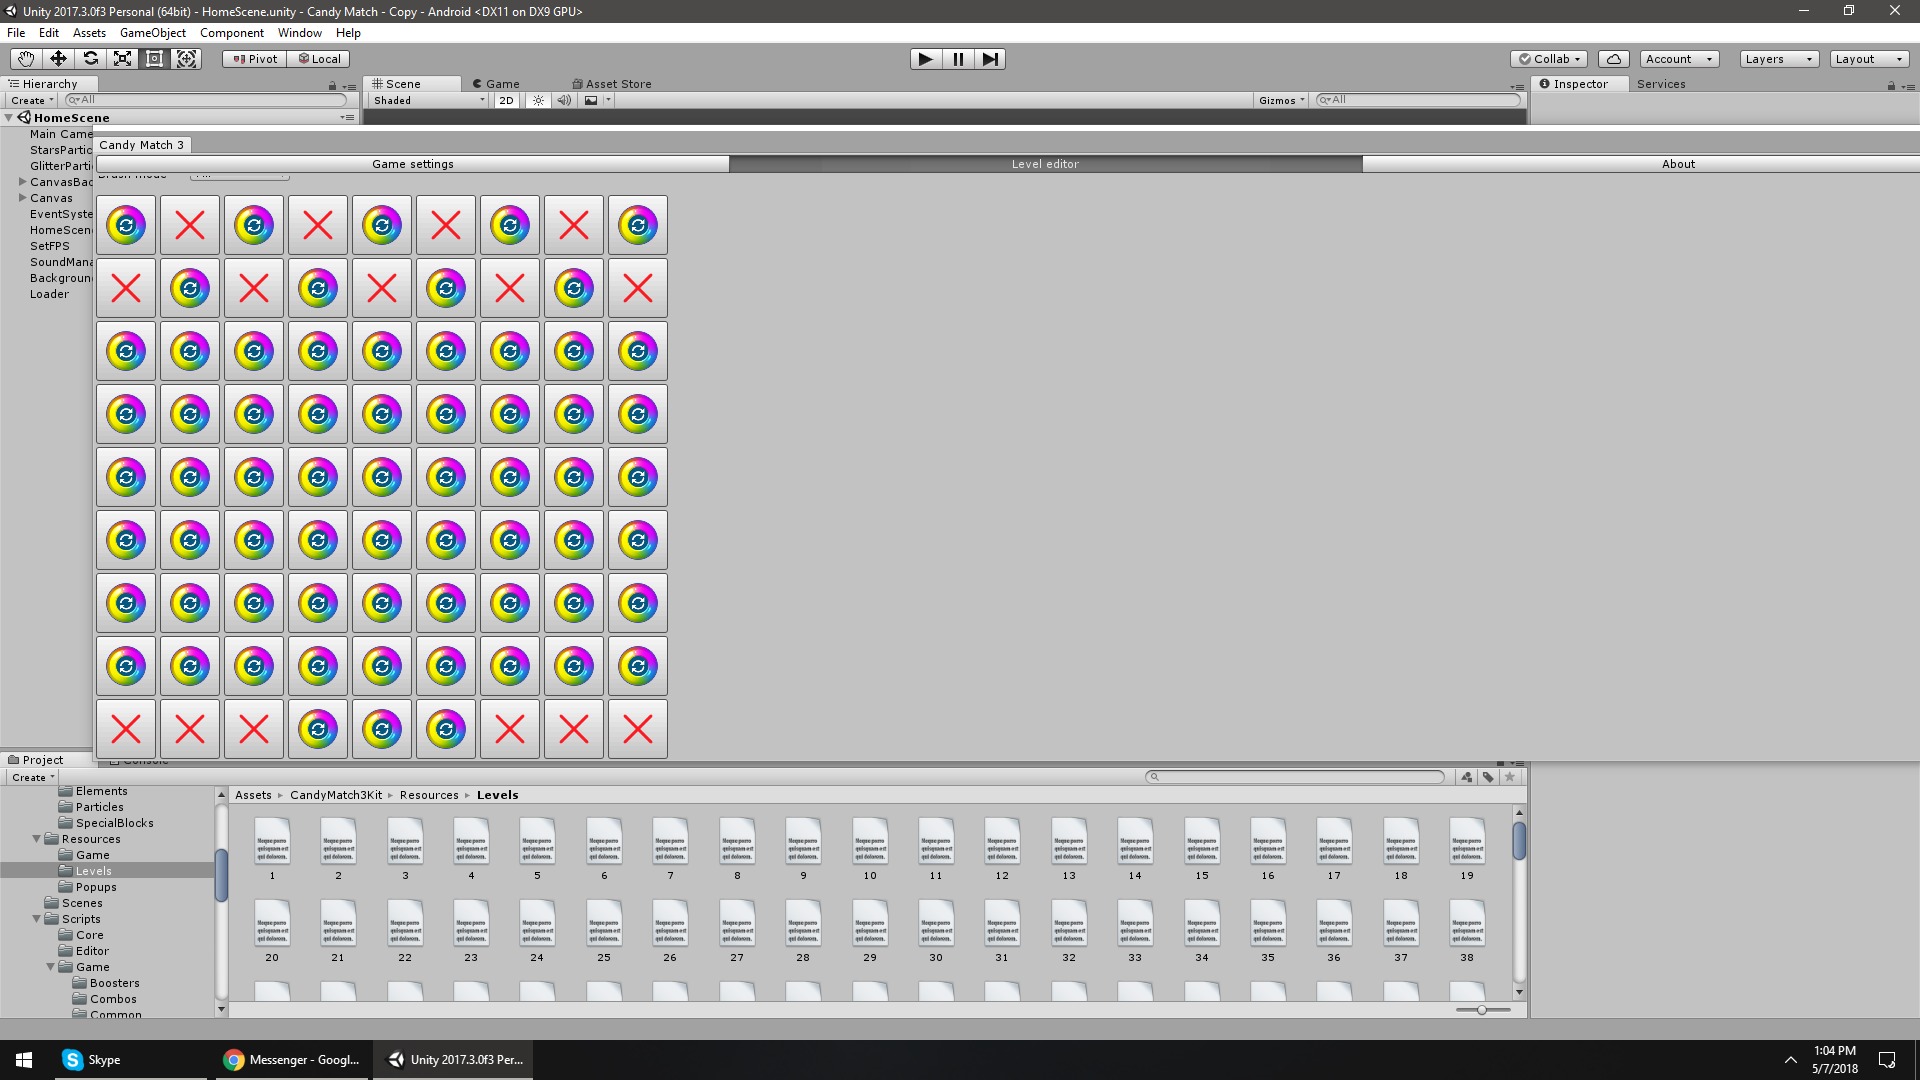 Unity 2017.3.0f3 Personal (64bit) - HomeScene.unity - Candy Match - Copy - Android <DX11 on DX9 GPU>
File Edit Assets GameObject Component Window Help
Pivot Local Collab Account Layers Layout
Hierarchy Scene Game Asset Store Inspector Services
Create All Shaded 2D Gizmos All
HomeScene
Main Came
StarsPartic
GlitterParti
CanvasBac
Canvas
EventSyste
HomeScen
SetFPS
SoundMana
Backgroun
Loader
Candy Match 3
Game settings Level editor About
Project Console
Create
Elements
Particles
SpecialBlocks
Resources
Game
Levels
Popups
Scenes
Scripts
Core
Editor
Game
Boosters
Combos
Common
Assets CandyMatch3Kit Resources Levels
1 2 3 4 5 6 7 8 9 10 11 12 13 14 15 16 17 18 19
20 21 22 23 24 25 26 27 28 29 30 31 32 33 34 35 36 37 38
Skype Messenger - Googl... Unity 2017.3.0f3 Per...
1:04 PM
5/7/2018